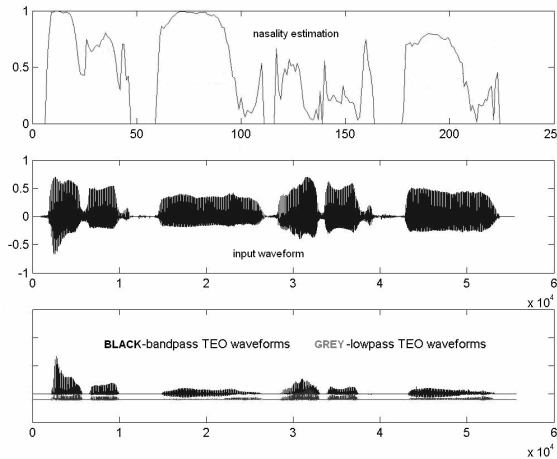 1
0.5
0
nasality estimation
0 50 100 150 200 25
1
0.5
0
-0.5
-1
input waveform
0 1 2 3 4 5 6
x 10^4
BLACK-bandpass TEO waveforms GREY-lowpass TEO waveforms
0 1 2 3 4 5 6
x 10^4